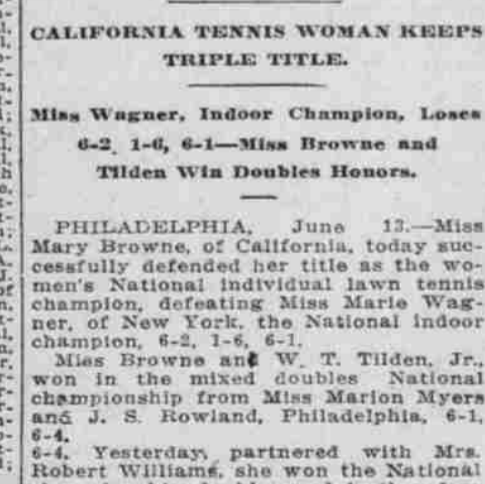 CALIFORNIA TENNIS WOMAN KEEPS
TRIPLE TITLE.
Miss Wagner, Indoor Champion, Loses
6-2, 1-6, 6-1—Miss Browne and
Tilden Win Doubles Honors.
PHILADELPHIA, June 13.—Miss
Mary Browne, of California, today suc-
cessfully defended her title as the wo-
men's National individual lawn tennis
champion, defeating Miss Marie Wag-
ner, of New York, the National indoor
champion, 6-2, 1-6, 6-1.
Miss Browne and W. T. Tilden, Jr.,
won in the mixed doubles National
championship from Miss Marion Myers
and J. S. Rowland, Philadelphia, 6-1,
6-4.
6-4. Yesterday, partnered with Mrs.
Robert Williams, she won the National